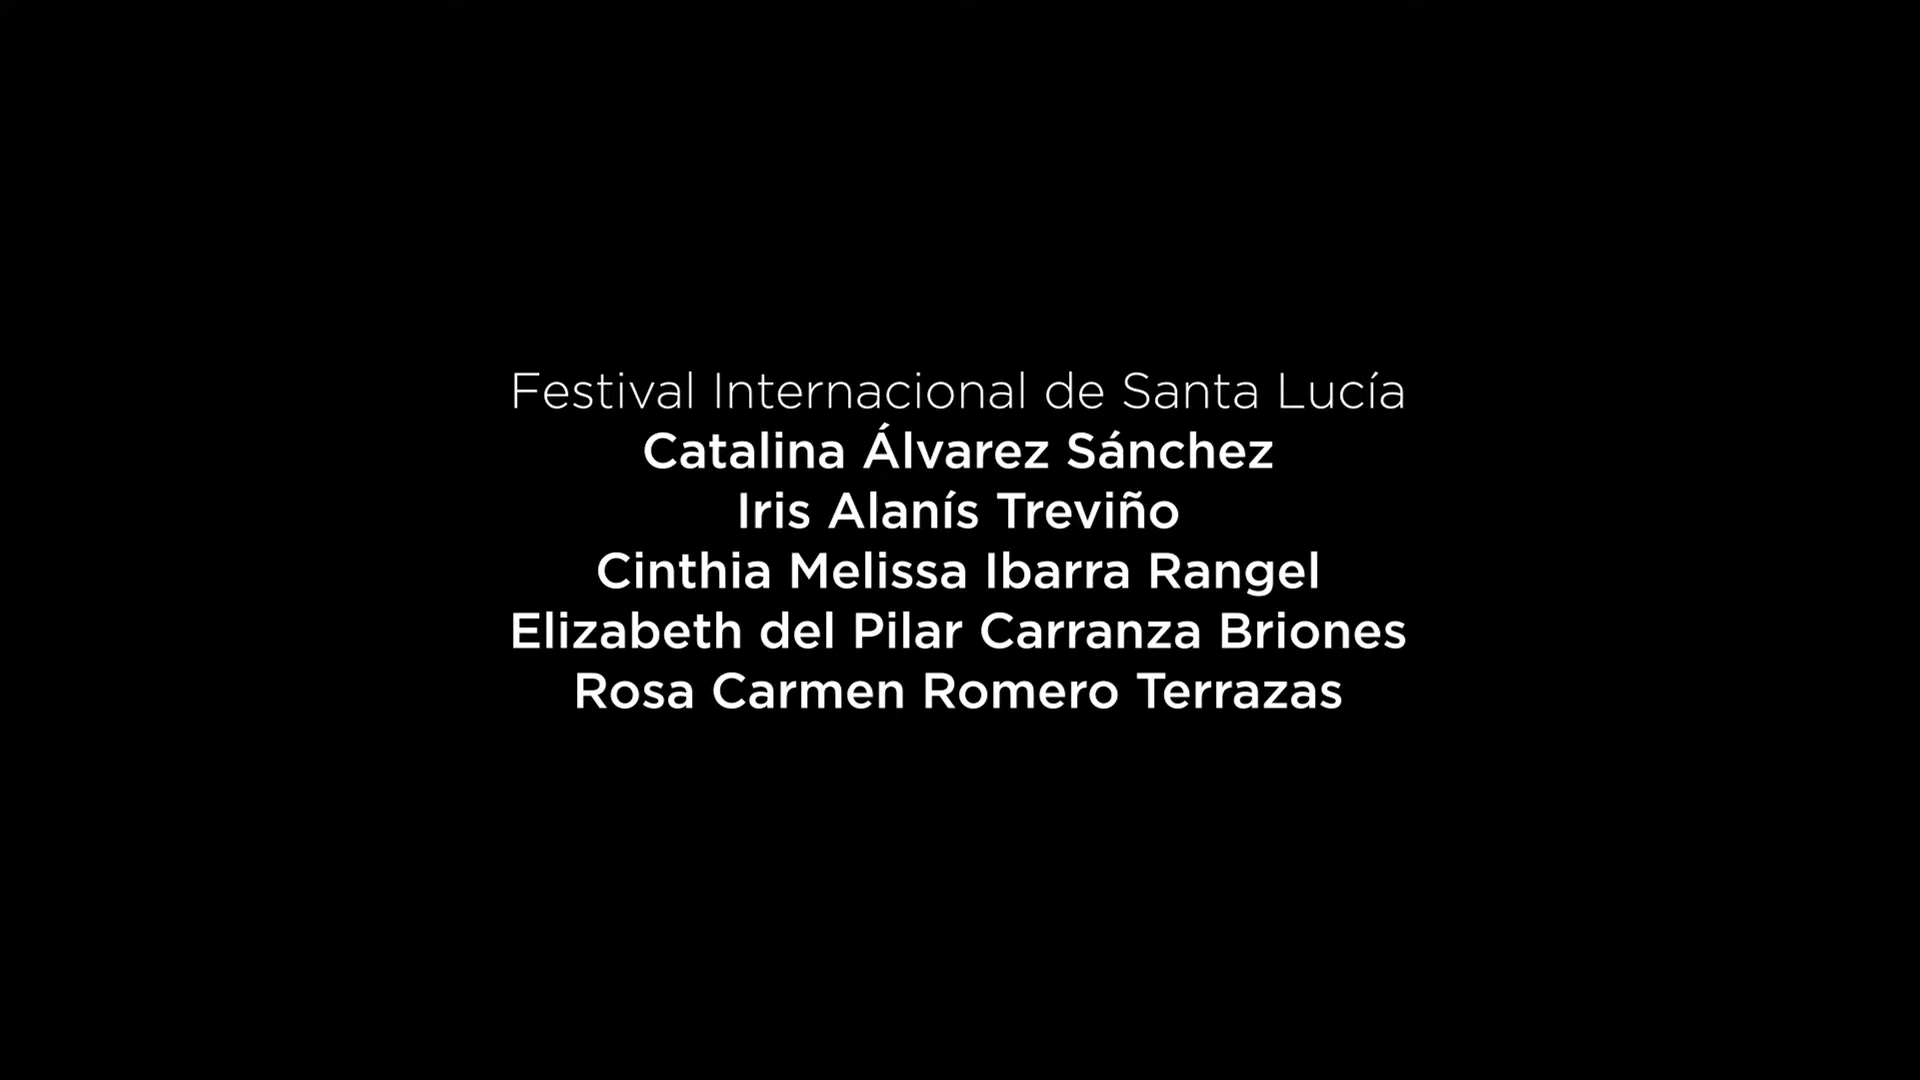 Festival Internacional de Santa Lucía
Catalina Álvarez Sánchez
Iris Alanís Treviño
Cinthia Melissa Ibarra Rangel
Elizabeth del Pilar Carranza Briones
Rosa Carmen Romero Terrazas